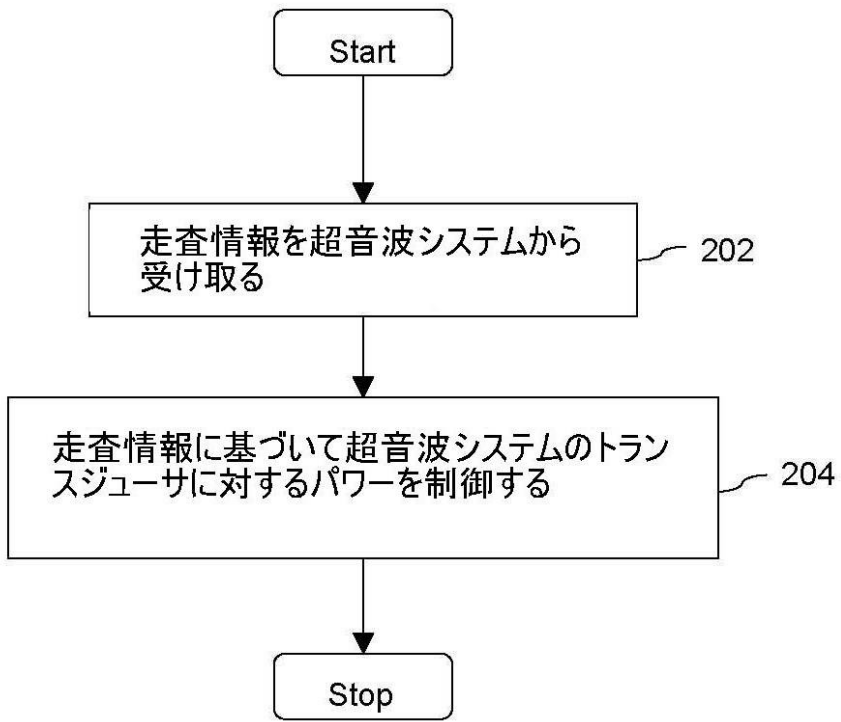 Start
走査情報を超音波システムから
受け取る
202
走査情報に基づいて超音波システムのトラン
スジューサに対するパワーを制御する
204
Stop